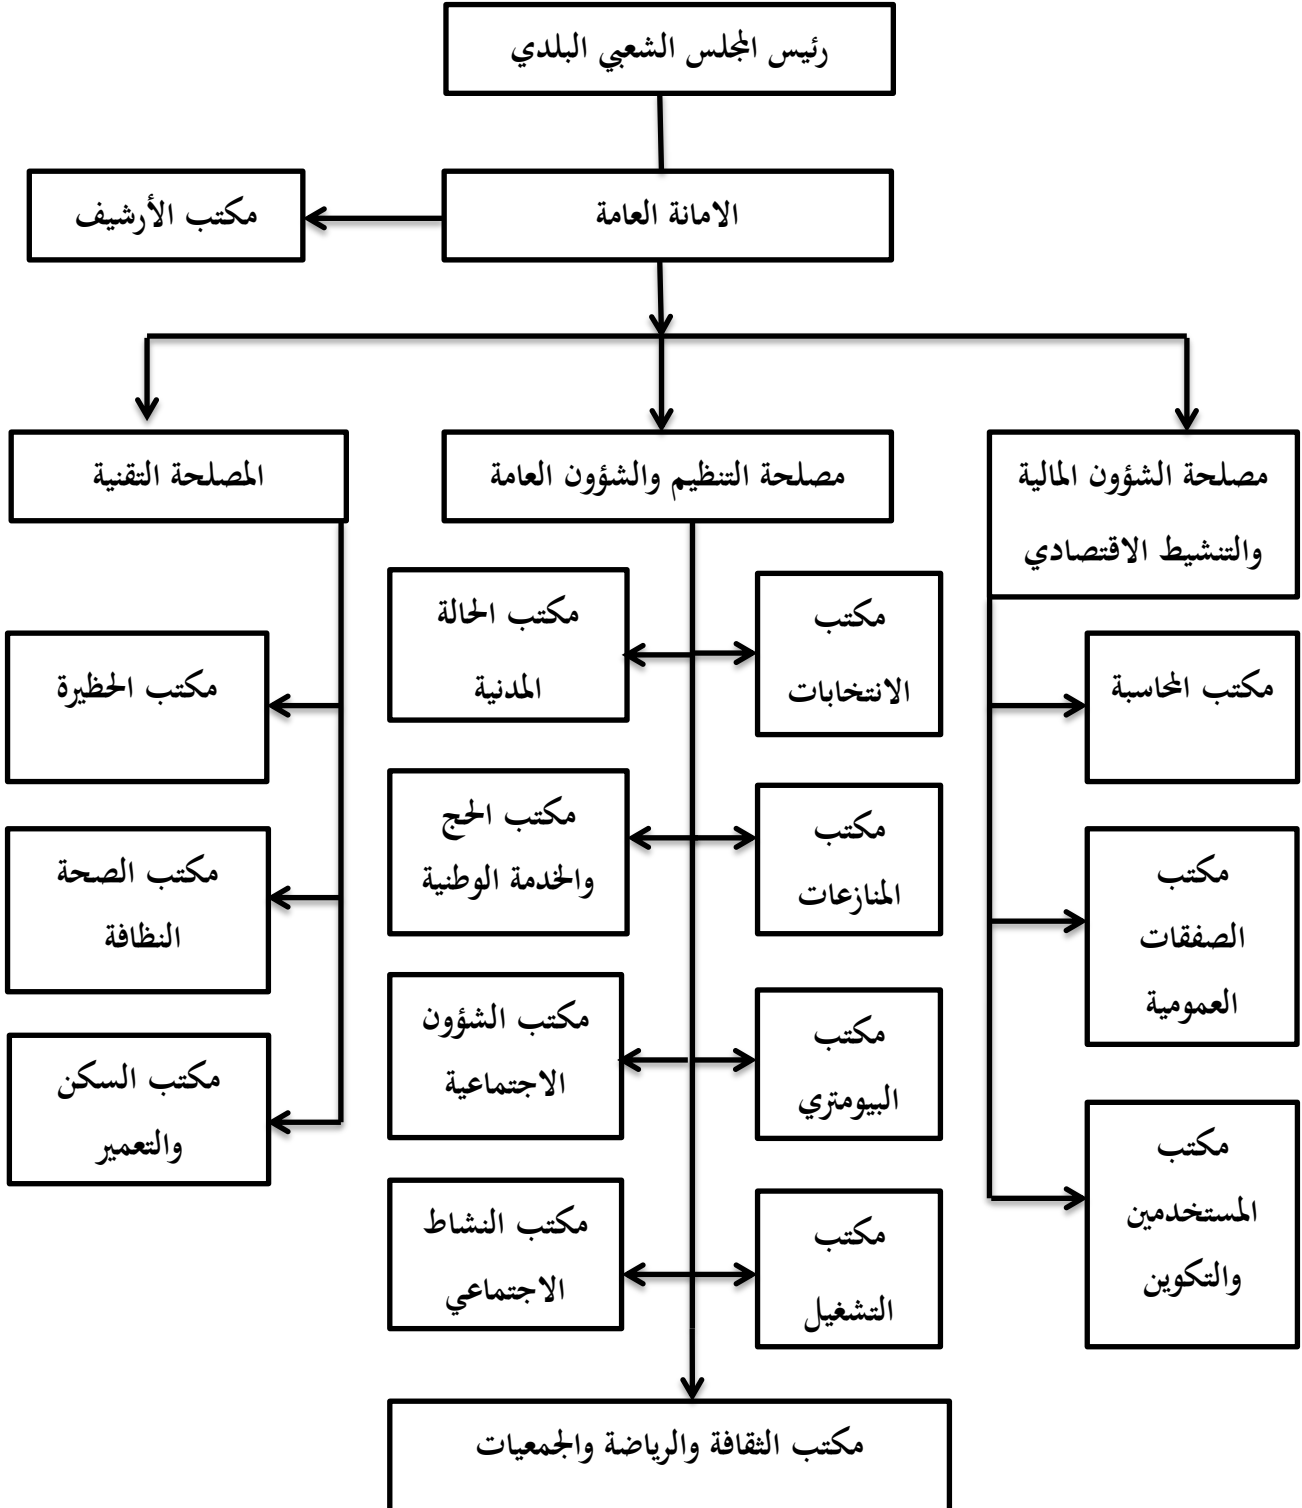 رئيس المجلس الشعبي البلدي
الامانة العامة
مكتب الأرشيف
مصلحة الشؤون المالية
والتنشيط الاقتصادي
مصلحة التنظيم والشؤون العامة
المصلحة التقنية
مكتب المحاسبة
مكتب
الصفقات
العمومية
مكتب
المستخدمين
والتكوين
مكتب
الانتخابات
مكتب الحالة
المدنية
مكتب
المنازعات
مكتب الحج
والخدمة الوطنية
مكتب
البيومتري
مكتب الشؤون
الاجتماعية
مكتب
التشغيل
مكتب النشاط
الاجتماعي
مكتب الثقافة والرياضة والجمعيات
مكتب الحظيرة
مكتب الصحة
النظافة
مكتب السكن
والتعمير